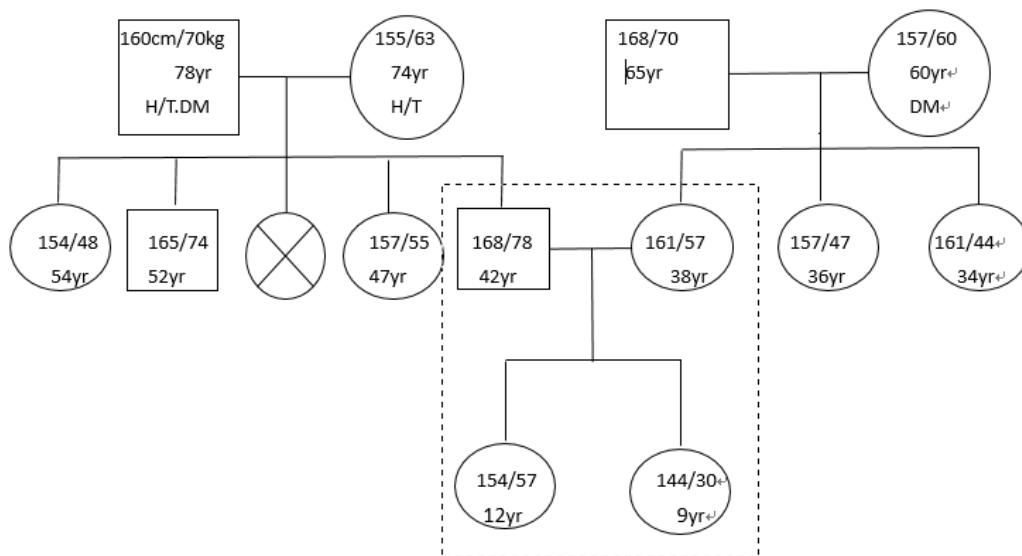 160cm/70kg
78yr
H/T.DM
155/63
74yr
H/T
168/70
65yr
157/60
60yr
DM
154/48
54yr
165/74
52yr
157/55
47yr
168/78
42yr
161/57
38yr
157/47
36yr
161/44
34yr
154/57
12yr
144/30
9yr